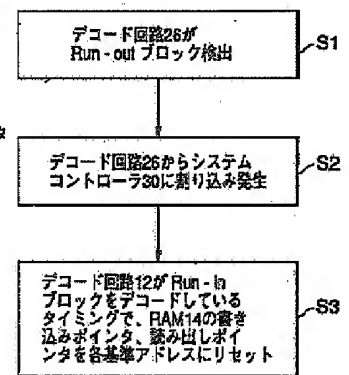 デコード回路26が
Run - out ブロック検出
S1
デコード回路26からシステム
コントローラ30に割り込み発生
S2
デコード回路12が Run - In
ブロックをデコードしている
タイミングで、RAM14の書き
込みポインタ、読み出しポイ
ンタを各基準アドレスにリセット
S3